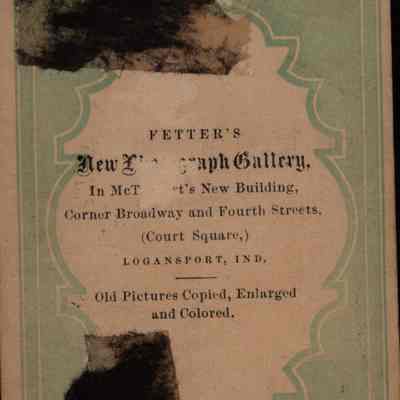 FETTER'S
New Gallery,
In New Building,
Corner Broadway and Fourth Streets,
(Court Square,)
LOGANSPORT, IND.
Old Pictures Copied, Enlarged
and Colored.